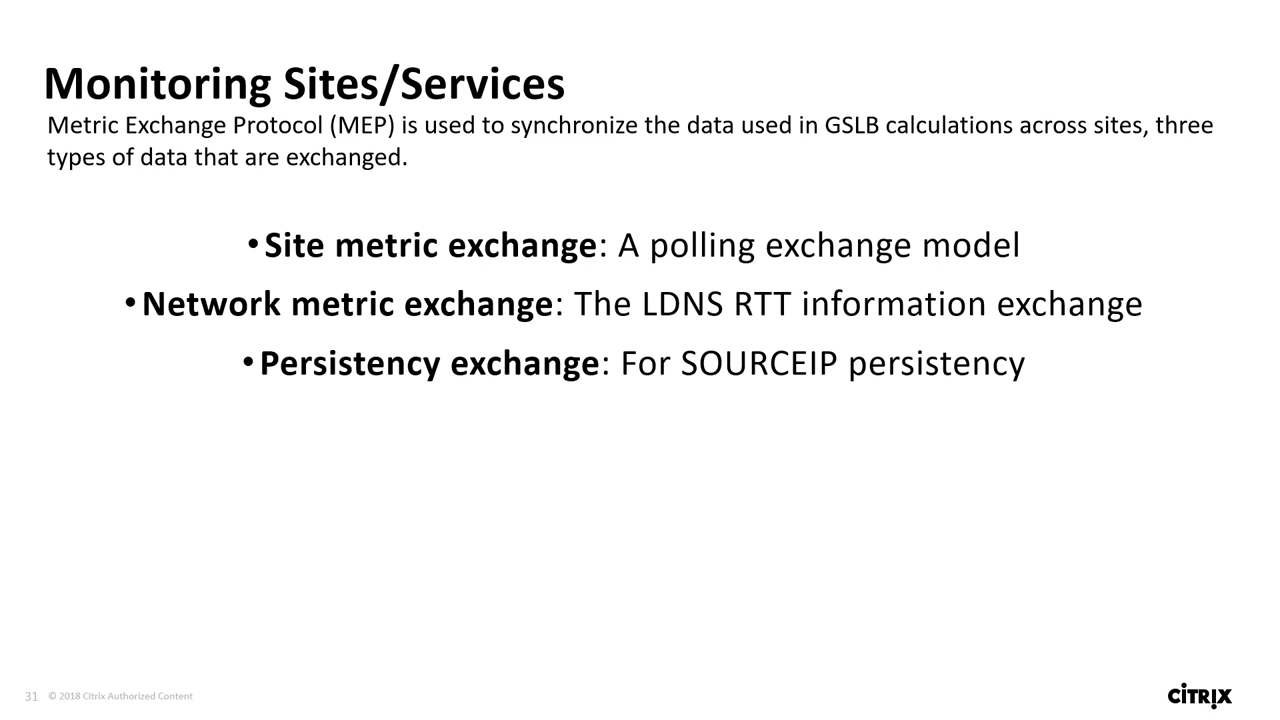 Monitoring Sites/Services
Metric Exchange Protocol (MEP) is used to synchronize the data used in GSLB calculations across sites, three
types of data that are exchanged.
•Site metric exchange: A polling exchange model
•Network metric exchange: The LDNS RTT information exchange
•Persistency exchange: For SOURCEIP persistency
31 © 2018 Citrix Authorized Content
CITRIX